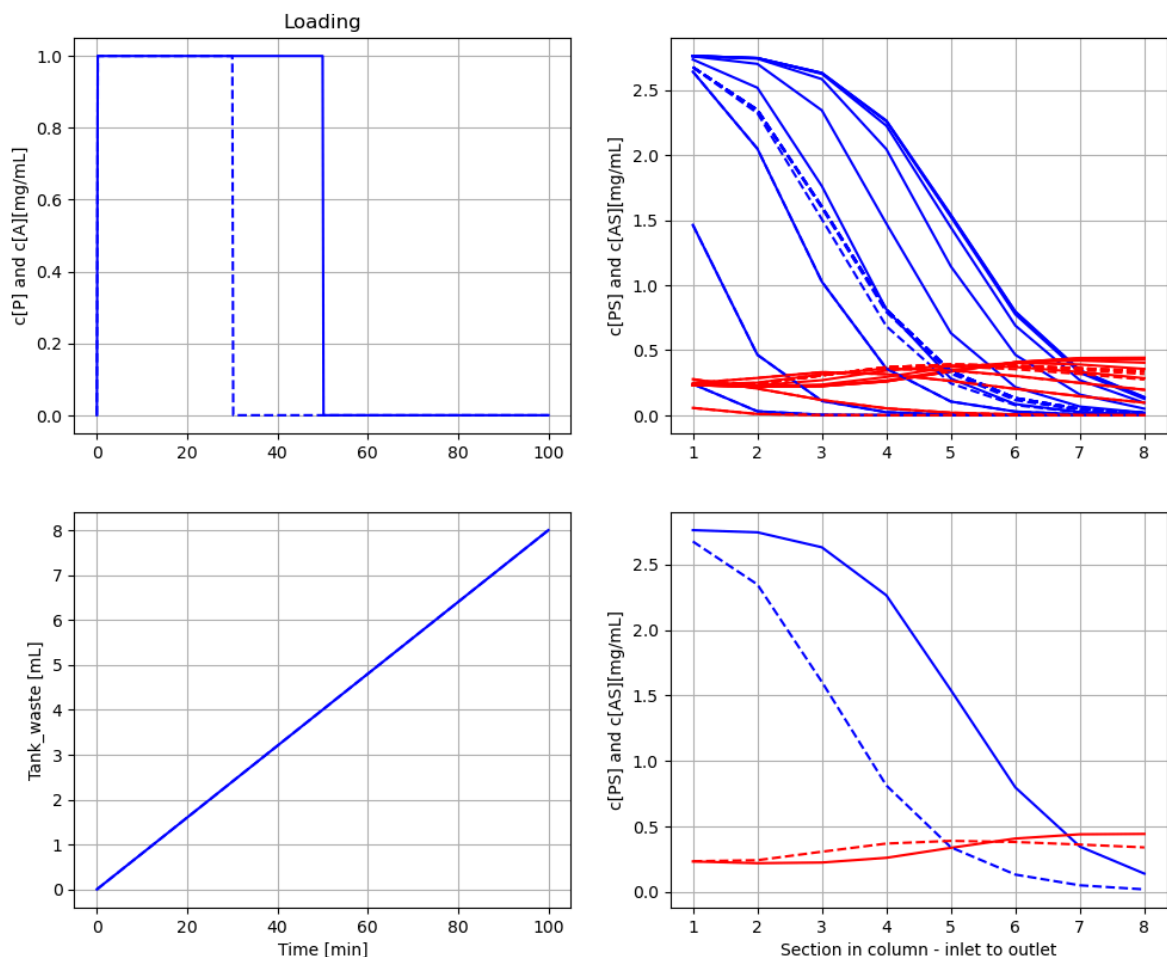 Loading
c[P] and c[A][mg/mL]
1.0
0.8
0.6
0.4
0.2
0.0
0 20 40 60 80 100
c[PS] and c[AS][mg/mL]
2.5
2.0
1.5
1.0
0.5
0.0
1 2 3 4 5 6 7 8
Tank_waste [mL]
8
7
6
5
4
3
2
1
0
0 20 40 60 80 100
Time [min]
c[PS] and c[AS][mg/mL]
2.5
2.0
1.5
1.0
0.5
0.0
1 2 3 4 5 6 7 8
Section in column - inlet to outlet